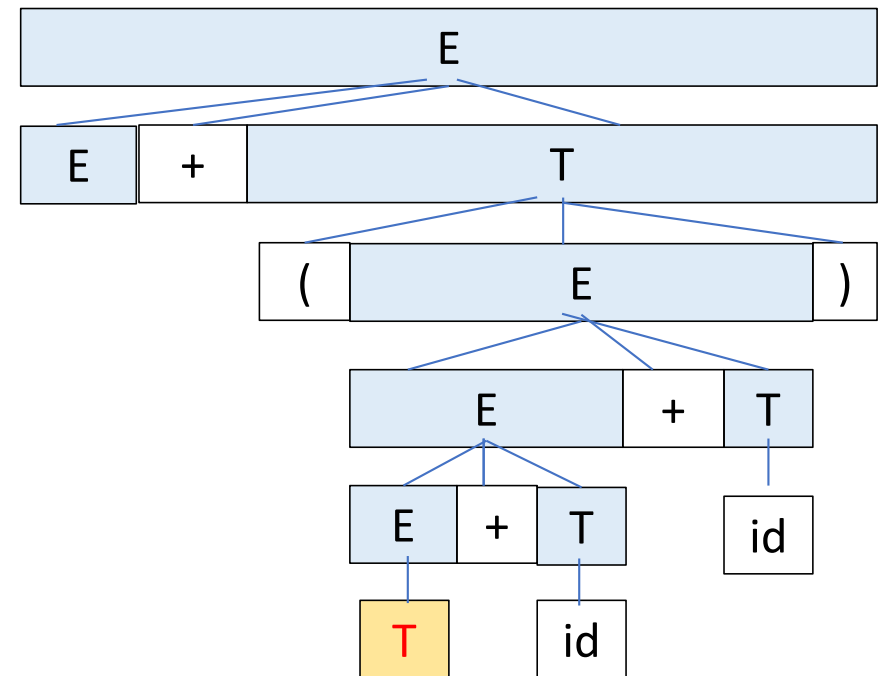 E
E + T
( E )
E + T
E + T id
T id